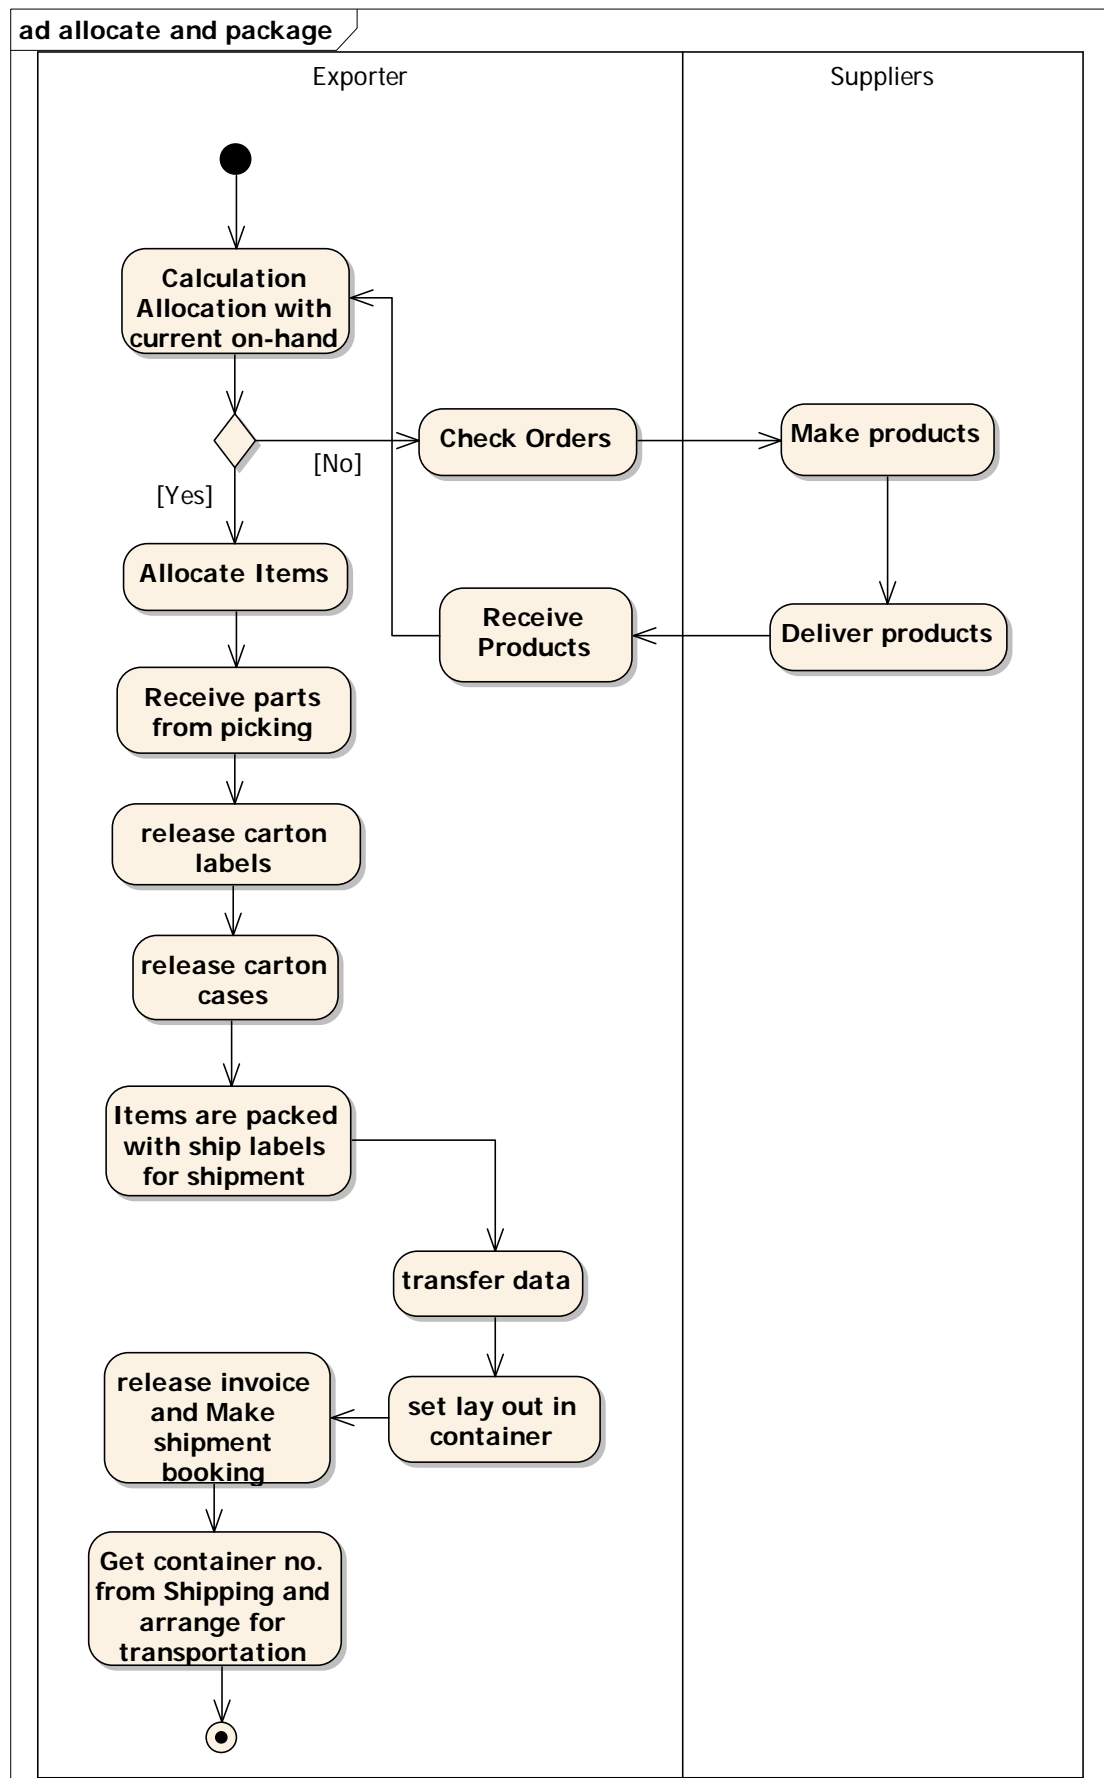 ad allocate and package
Exporter
Suppliers
Calculation
Allocation with
current on-hand
Check Orders
Make products
[No]
[Yes]
Allocate Items
Receive
Products
Deliver products
Receive parts
from picking
release carton
labels
release carton
cases
Items are packed
with ship labels
for shipment
transfer data
set lay out in
container
release invoice
and Make
shipment
booking
Get container no.
from Shipping and
arrange for
transportation